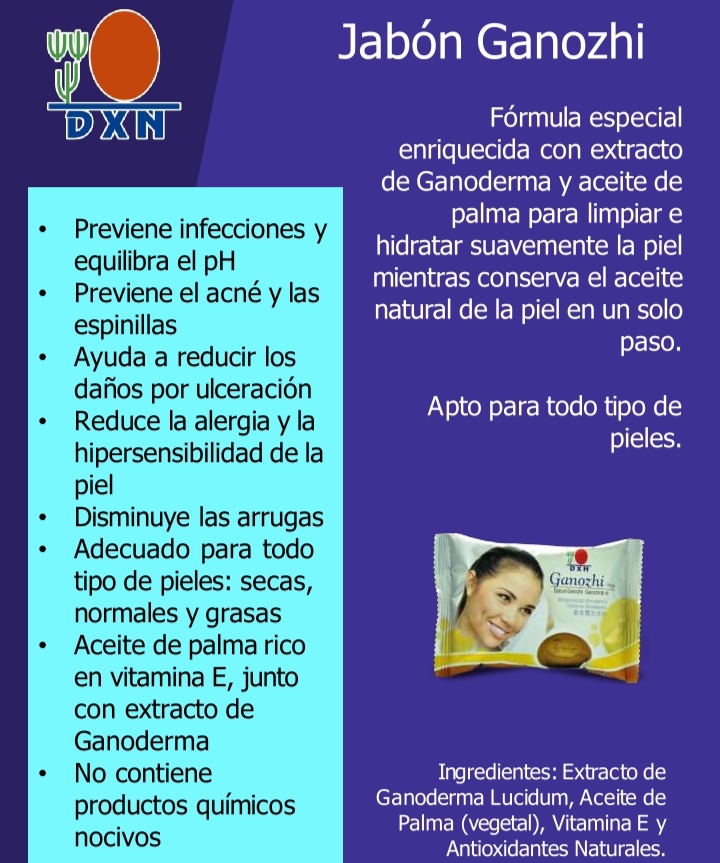 DXN
Jabón Ganozhi
Fórmula especial
enriquecida con extracto
de Ganoderma y aceite de
palma para limpiar e
hidratar suavemente la piel
mientras conserva el aceite
natural de la piel en un solo
paso.
Apto para todo tipo de
pieles.
• Previene infecciones y
equilibra el pH
• Previene el acné y las
espinillas
• Ayuda a reducir los
daños por ulceración
• Reduce la alergia y la
hipersensibilidad de la
piel
• Disminuye las arrugas
• Adecuado para todo
tipo de pieles: secas,
normales y grasas
• Aceite de palma rico
en vitamina E, junto
con extracto de
Ganoderma
• No contiene
productos químicos
nocivos
DXN
Ganozhi
Ingredientes: Extracto de
Ganoderma Lucidum, Aceite de
Palma (vegetal), Vitamina E y
Antioxidantes Naturales.